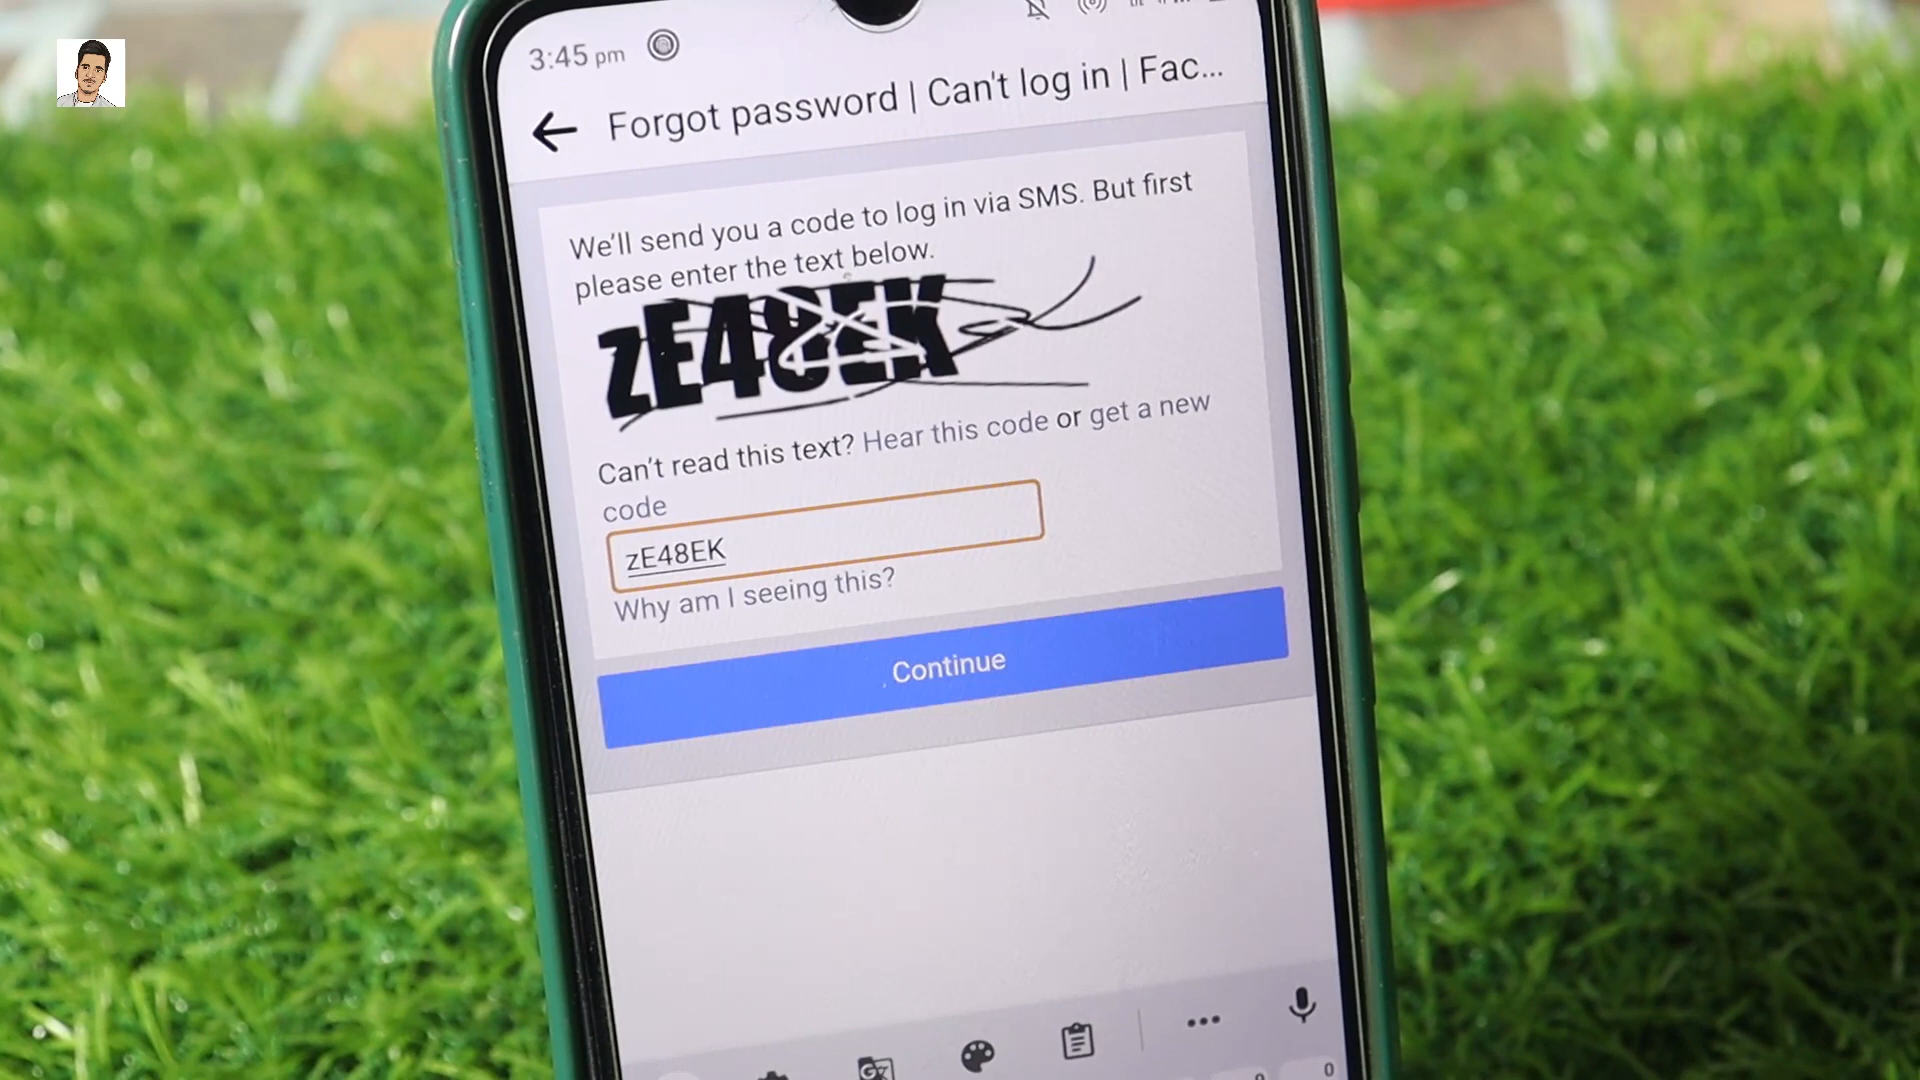 3:45 pm
Forgot password | Can't log in | Fac...
We'll send you a code to log in via SMS. But first
please enter the text below.
zE48EK
Can't read this text? Hear this code or get a new
code
zE48EK
Why am I seeing this?
Continue